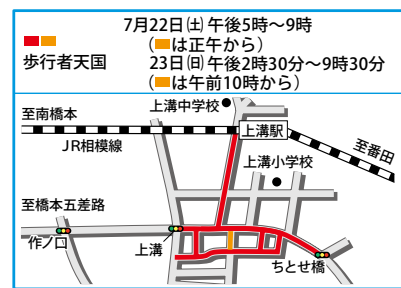 7月22日㈯午後5時～9時
(■は正午から)
歩行者天国
23日㈰午後2時30分～9時30分
(■は午前10時から)
上溝中学校
至南橋本
上溝駅
JR相模線
至番田
上溝小学校
至橋本五差路
作ノ口
上溝
ちとせ橋